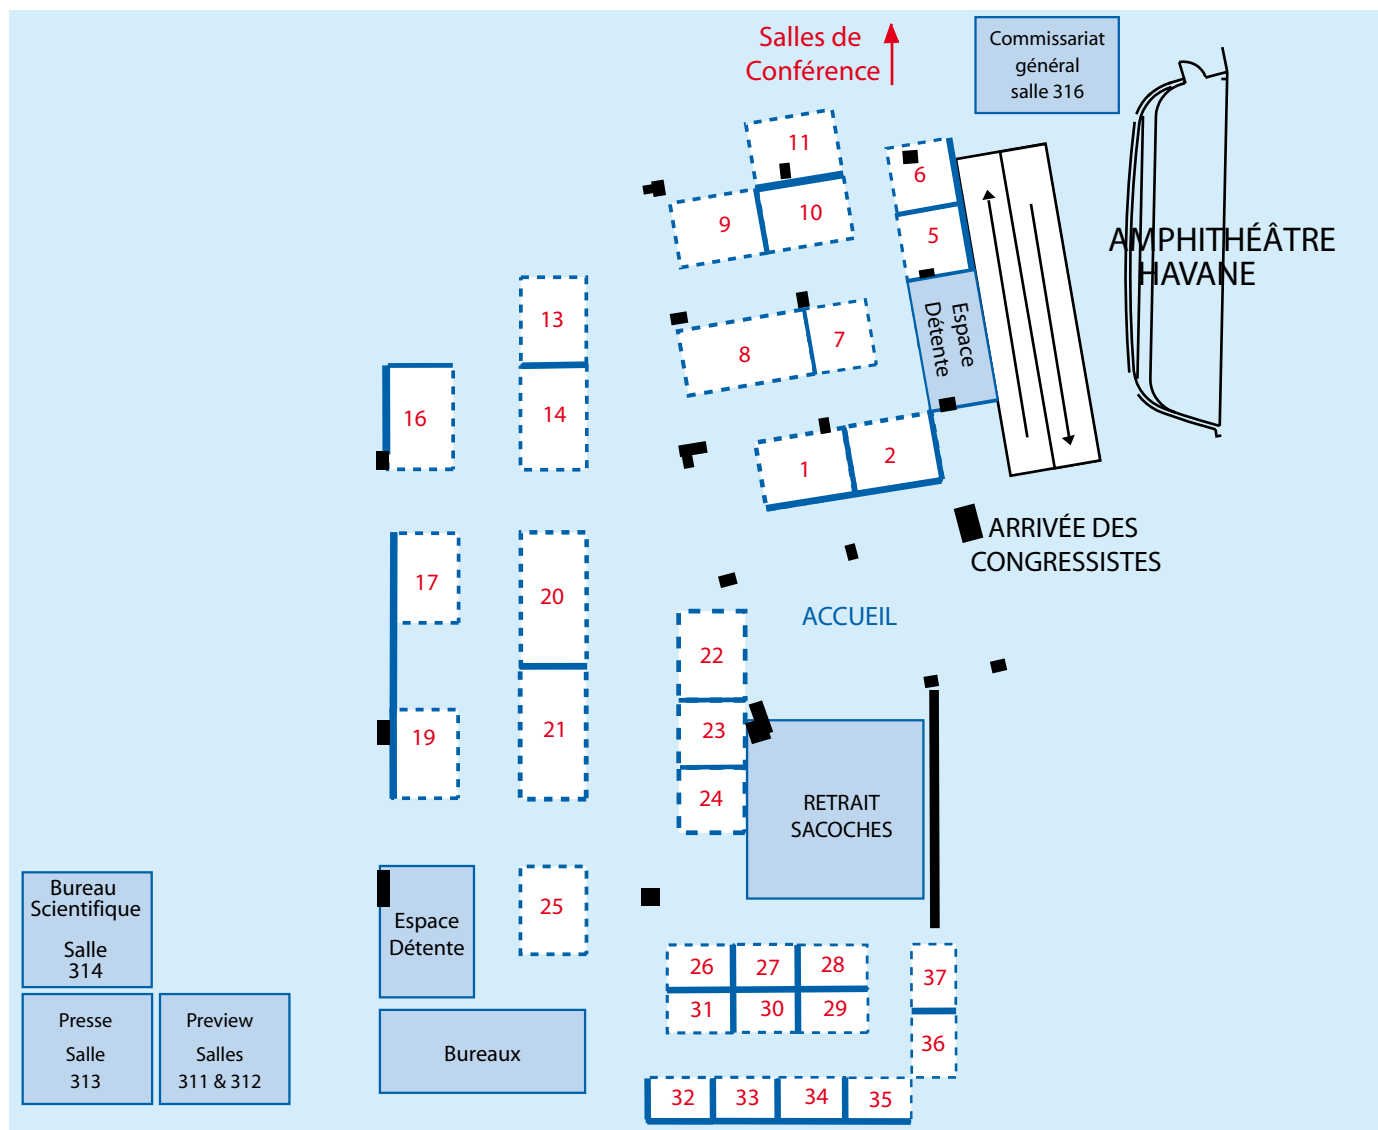 Salles de
Conférence
Commissariat
général
salle 316
11
6
9
10
5
AMPHITHÉÂTRE
HAVANE
13
8
7
Espace
Détente
16
14
1
2
ARRIVÉE DES
CONGRESSISTES
17
20
ACCUEIL
22
19
21
23
24
RETRAIT
SACOCHES
Bureau
Scientifique
Salle
314
Espace
Détente
25
26
27
28
37
31
30
29
36
Presse
Salle
313
Preview
Salles
311 & 312
Bureaux
32
33
34
35